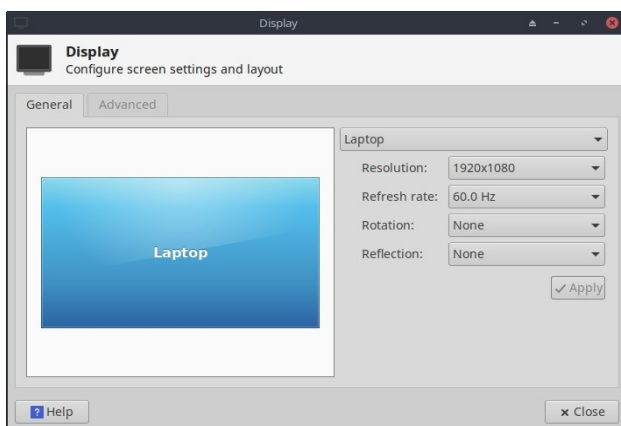 Display
Display
Configure screen settings and layout
General Advanced
Laptop
Laptop
Resolution: 1920x1080
Refresh rate: 60.0 Hz
Rotation: None
Reflection: None
Apply
? Help
Close